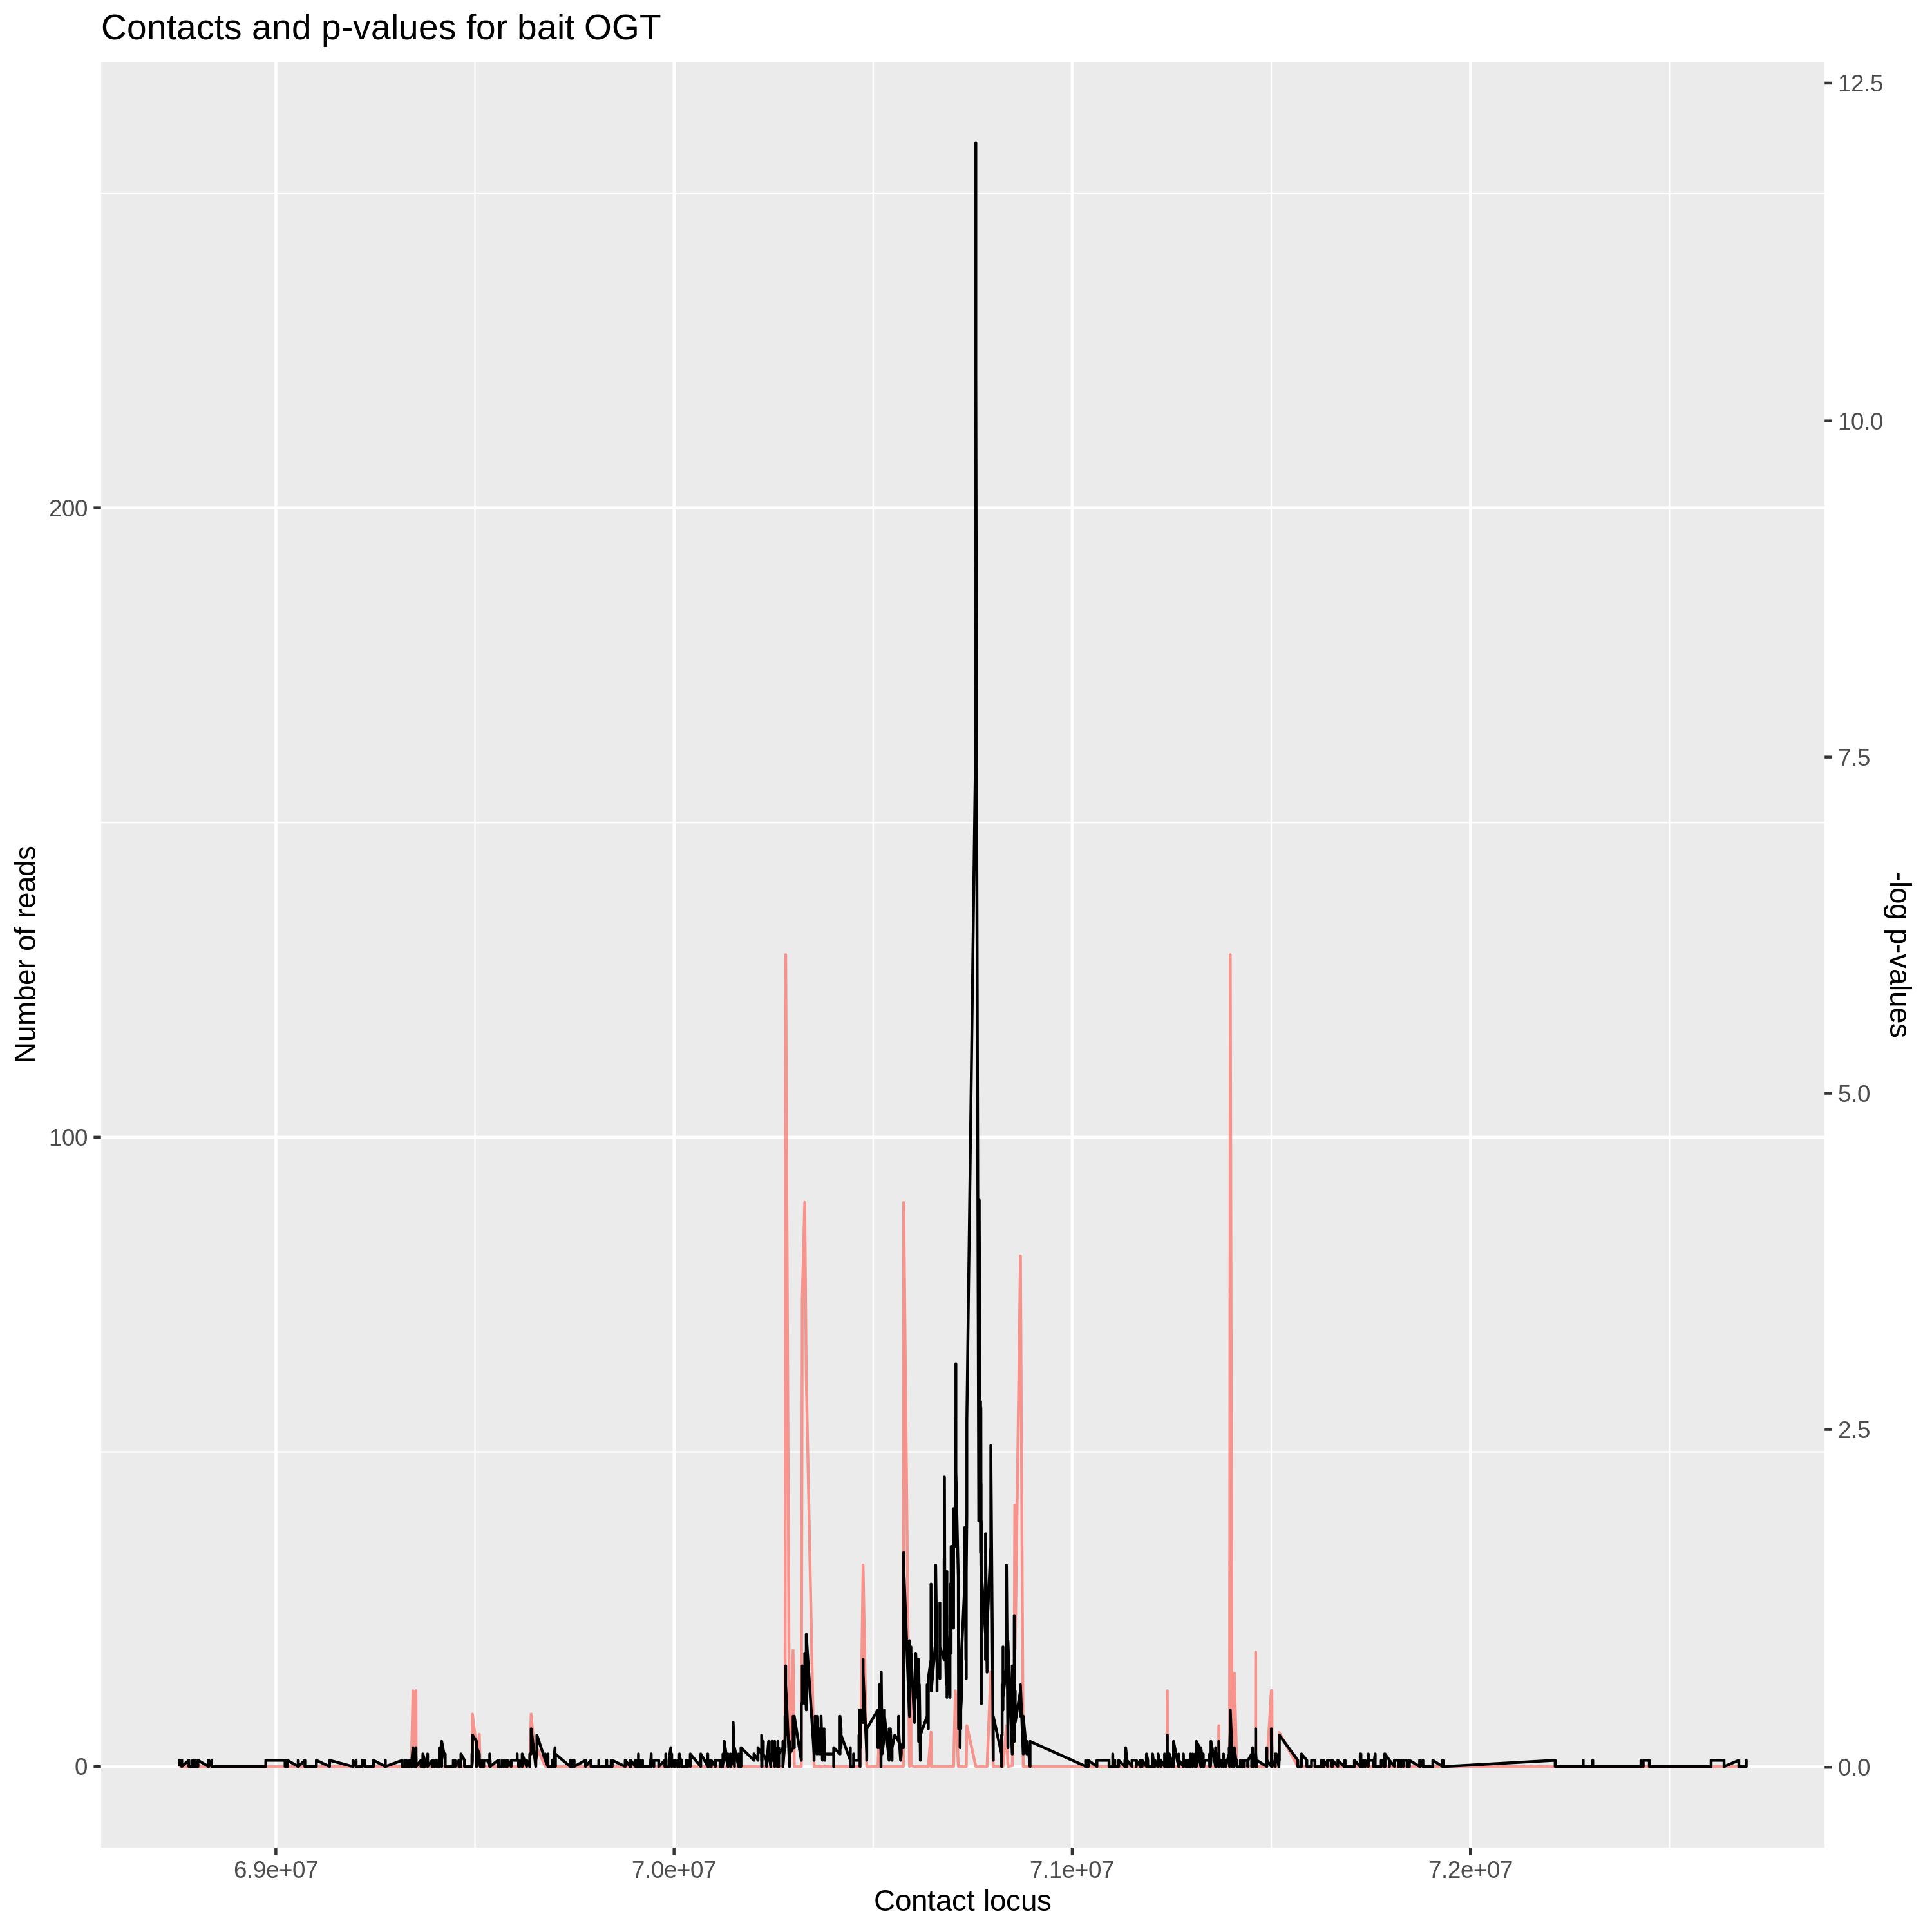 Contacts and p-values for bait OGT
12.5
10.0
200
7.5
Number of reads
-log p-values
100
5.0
2.5
0
0.0
6.9e+07
7.0e+07
7.1e+07
7.2e+07
Contact locus